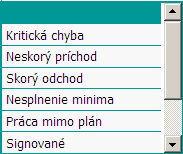 Kritická chyba
Neskorý príchod
Skorý odchod
Nesplnenie minima
Práca mimo plán
Signované